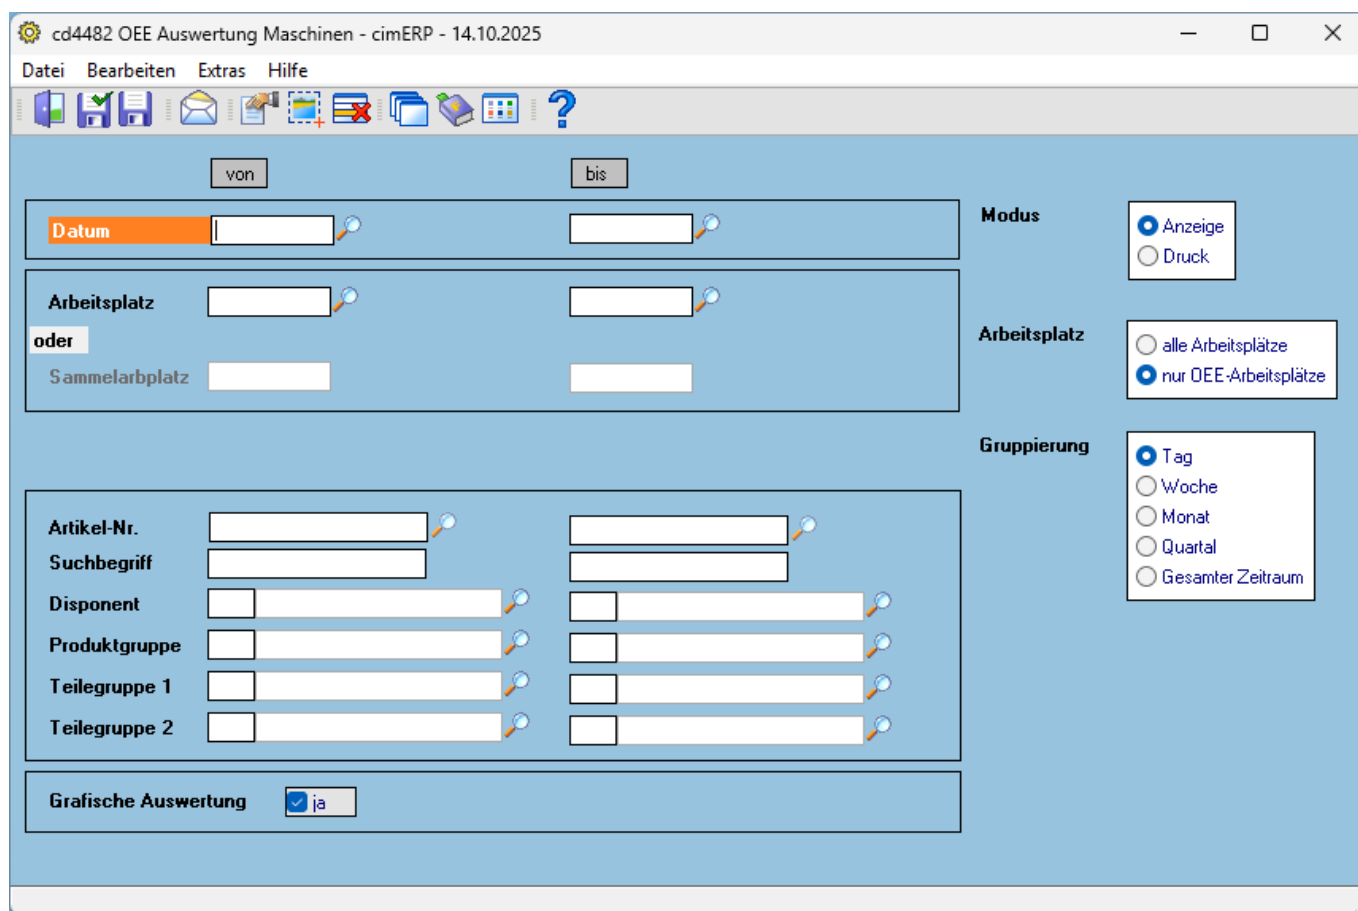 cd4482 OEE Auswertung Maschinen - cimERP - 14.10.2025
Datei Bearbeiten Extras Hilfe
von bis
Datum
Modus
Anzeige
Druck
Arbeitsplatz
oder
Sammelarbplatz
Arbeitsplatz
alle Arbeitsplätze
nur OEE-Arbeitsplätze
Gruppierung
Tag
Woche
Monat
Quartal
Gesamter Zeitraum
Artikel-Nr.
Suchbegriff
Disponent
Produktgruppe
Teilegruppe 1
Teilegruppe 2
Grafische Auswertung ja